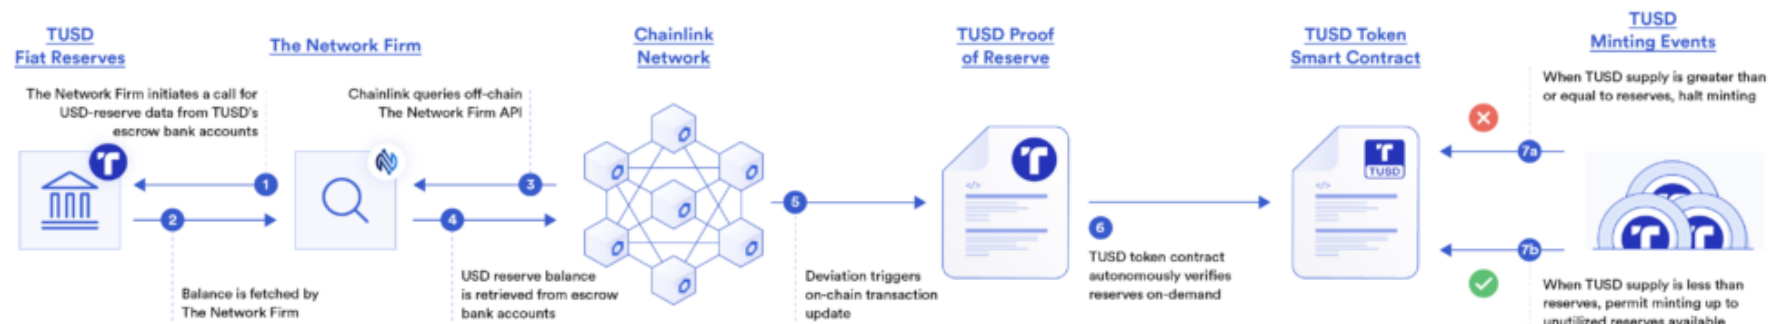 TUSD
Fiat Reserves
The Network Firm
Chainlink
Network
TUSD Proof
of Reserve
TUSD Token
Smart Contract
TUSD
Minting Events
The Network Firm initiates a call for
USD-reserve data from TUSD's
escrow bank accounts
Chainlink queries off-chain
The Network Firm API
When TUSD supply is greater than
or equal to reserves, halt minting
1
2
3
4
5
</>
6
</>
TUSD
7a
7b
Balance is fetched by
The Network Firm
USD reserve balance
is retrieved from escrow
bank accounts
Deviation triggers
on-chain transaction
update
TUSD token contract
autonomously verifies
reserves on-demand
When TUSD supply is less than
reserves, permit minting up to
unutilized reserves available